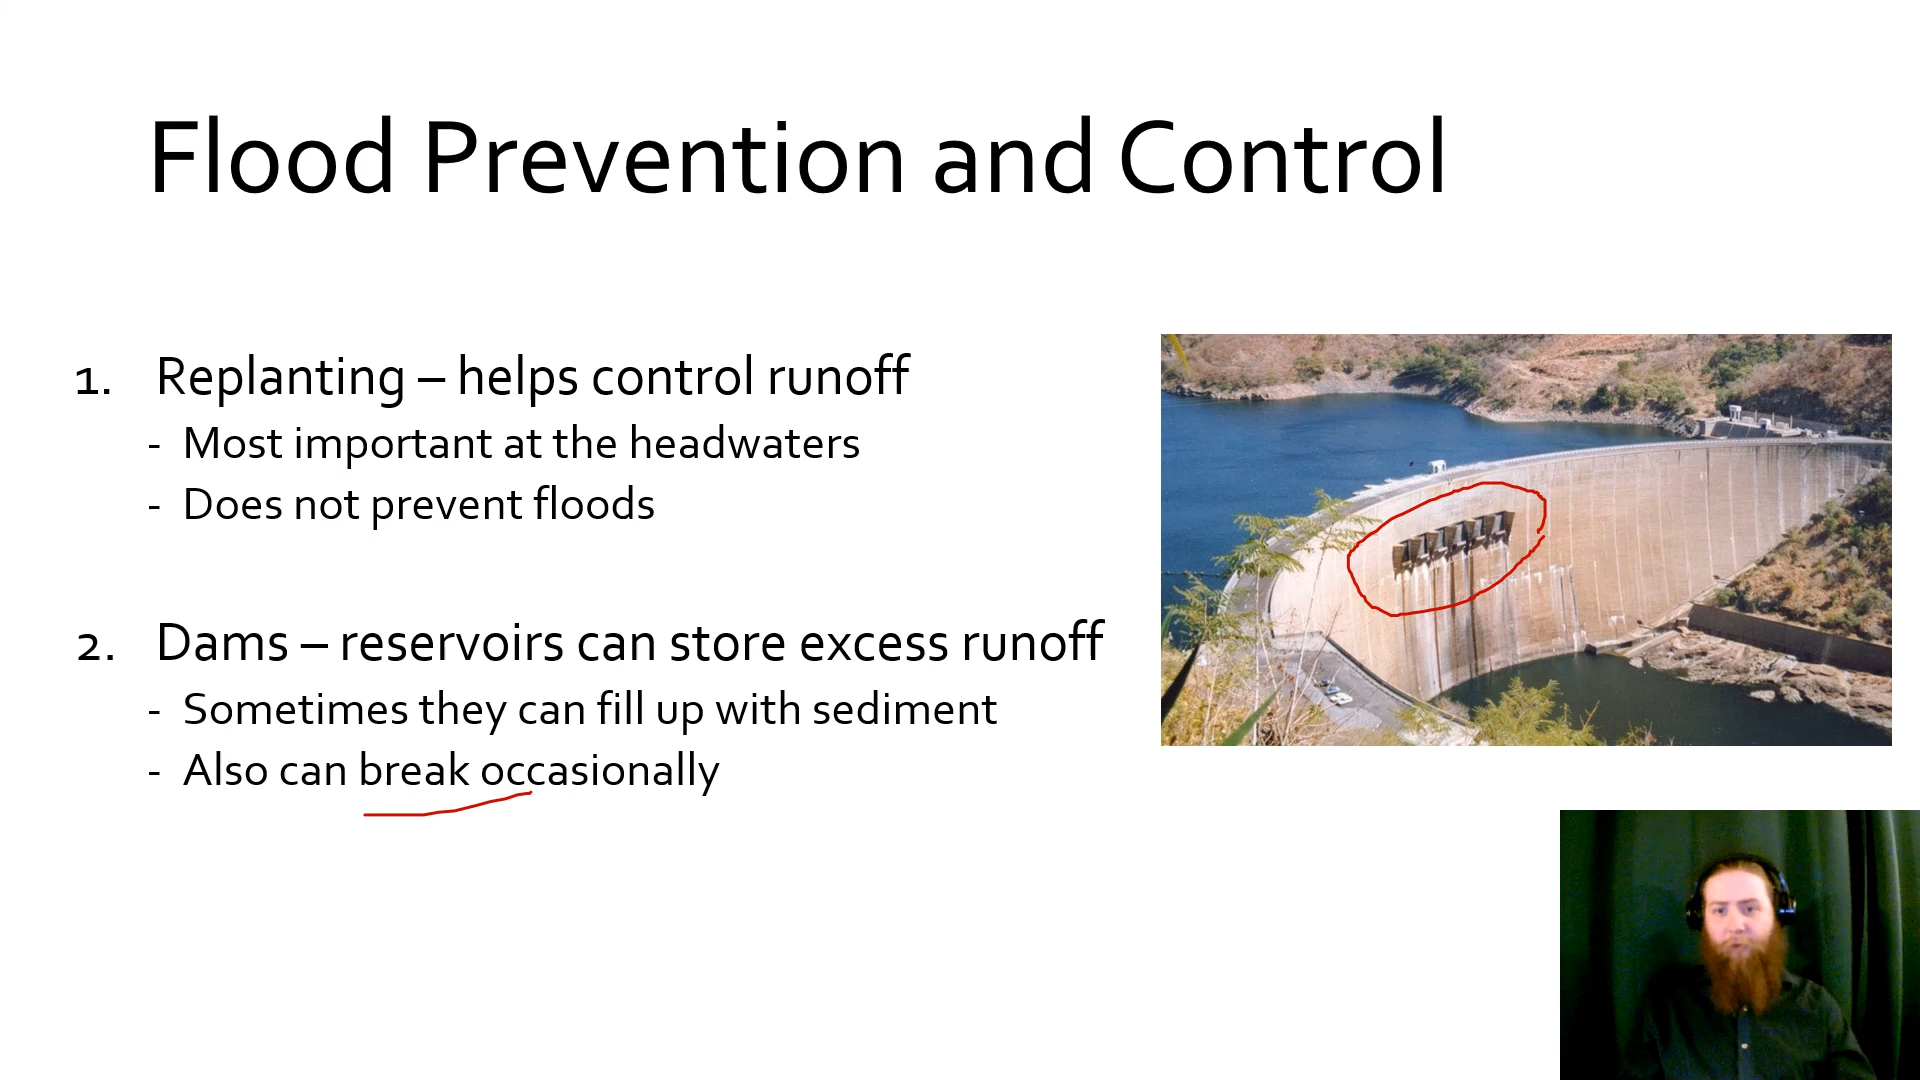 Flood Prevention and Control
1. Replanting – helps control runoff
- Most important at the headwaters
- Does not prevent floods
2. Dams – reservoirs can store excess runoff
- Sometimes they can fill up with sediment
- Also can break occasionally